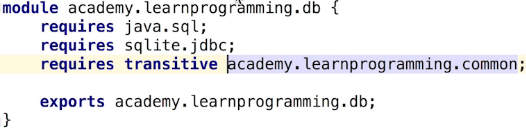 module academy.learnprogramming.db {
    requires java.sql;
    requires sqlite.jdbc;
    requires transitive academy.learnprogramming.common;
    exports academy.learnprogramming.db;
}